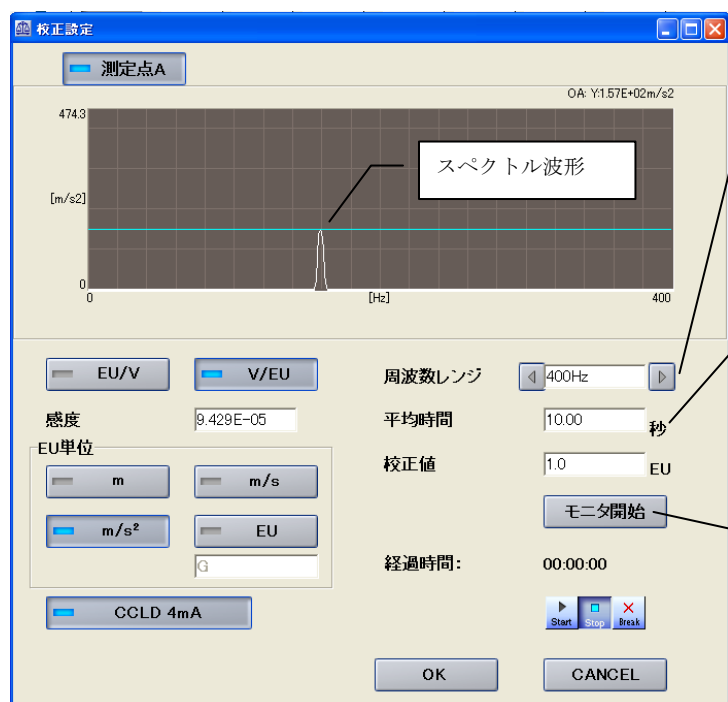 校正設定
測定点A
OA: Y:1.57E+02m/s2
474.3
スペクトル波形
[m/s2]
0
0 [Hz] 400
EU/V V/EU
周波数レンジ 400Hz
感度 9.429E-05
平均時間 10.00 秒
EU単位
校正値 1.0 EU
m m/s
m/s² EU
モニタ開始
G
経過時間: 00:00:00
CCLD 4mA
Start Stop Break
OK CANCEL